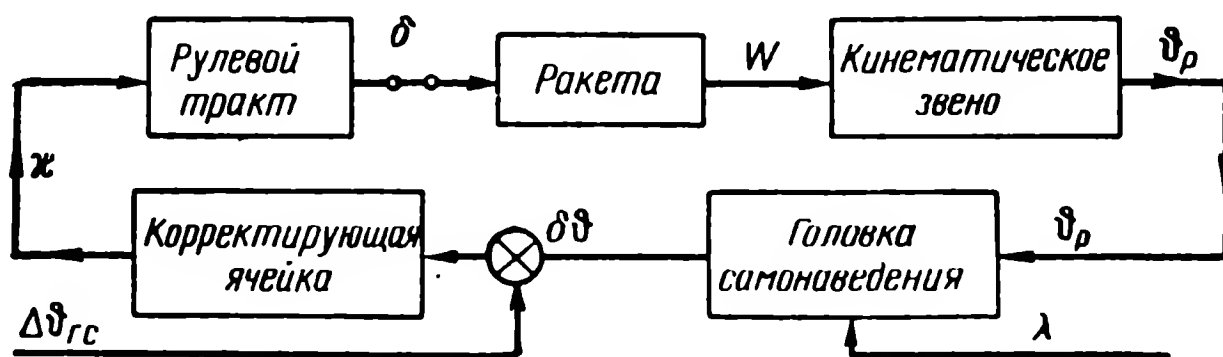 Рулевой
тракт
δ
Ракета
W
Кинематическое
звено
ϑр
ϰ
Корректирующая
ячейка
δϑ
Головка
самонаведения
ϑр
Δϑгс
λ